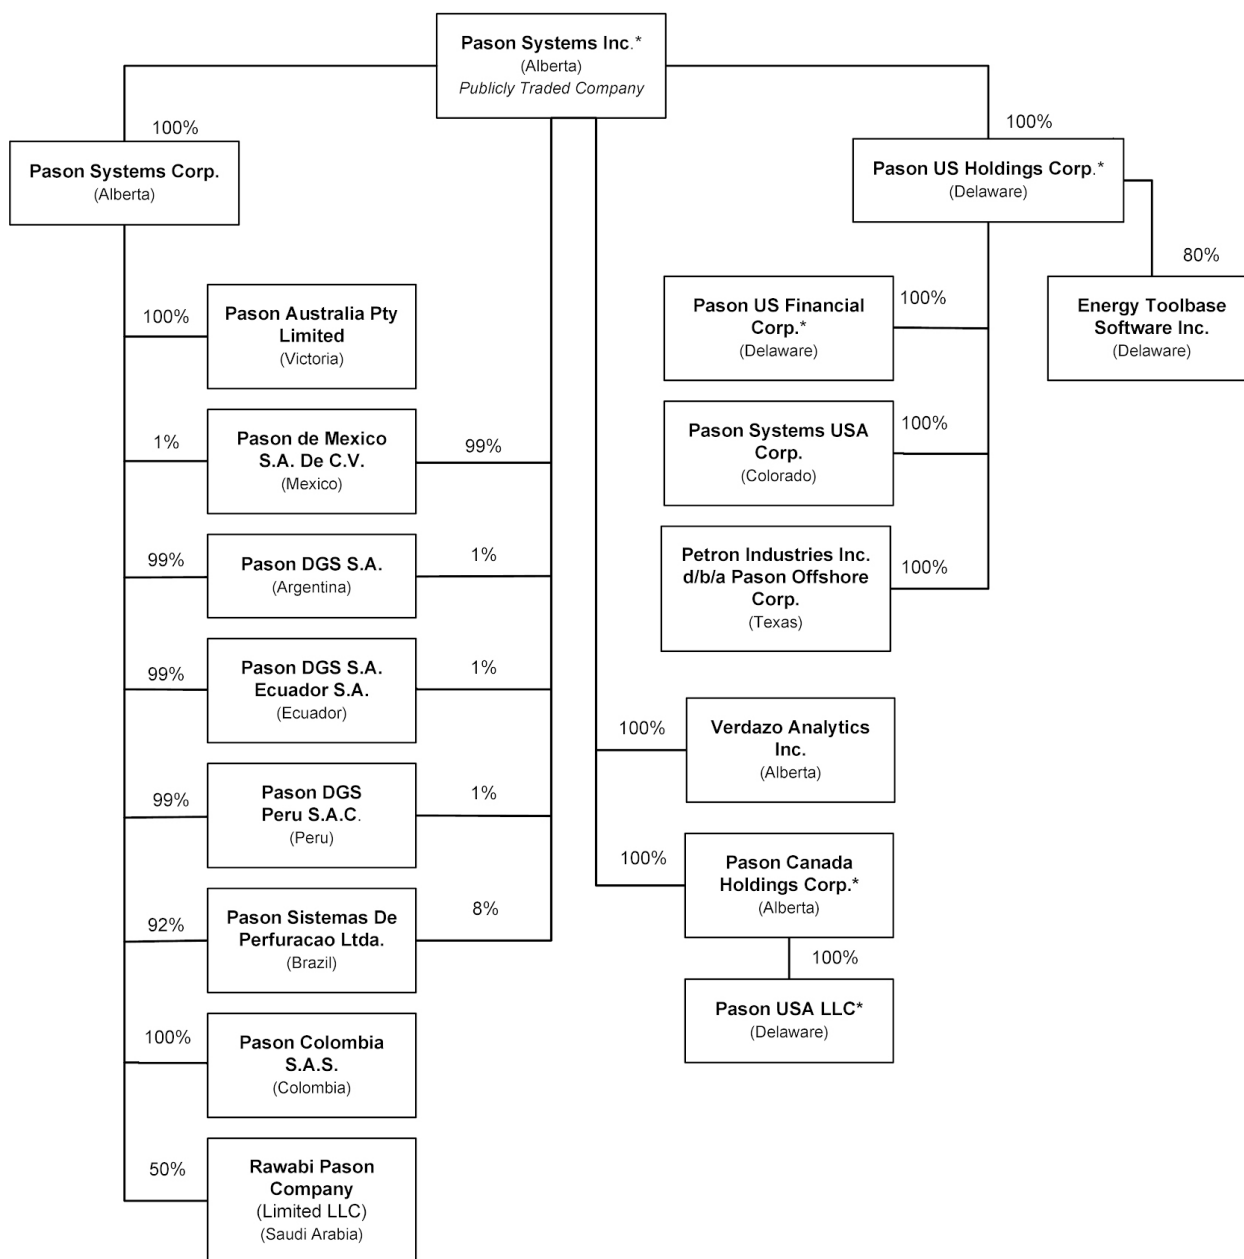 Pason Systems Inc.*
(Alberta)
Publicly Traded Company
100%
Pason Systems Corp.
(Alberta)
100%
Pason US Holdings Corp.*
(Delaware)
80%
Energy Toolbase
Software Inc.
(Delaware)
100%
Pason Australia Pty
Limited
(Victoria)
1%
Pason de Mexico
S.A. De C.V.
(Mexico)
99%
99%
Pason DGS S.A.
(Argentina)
1%
99%
Pason DGS S.A.
Ecuador S.A.
(Ecuador)
1%
99%
Pason DGS
Peru S.A.C.
(Peru)
1%
92%
Pason Sistemas De
Perfuracao Ltda.
(Brazil)
8%
100%
Pason Colombia
S.A.S.
(Colombia)
50%
Rawabi Pason
Company
(Limited LLC)
(Saudi Arabia)
Pason US Financial
Corp.*
(Delaware)
100%
Pason Systems USA
Corp.
(Colorado)
100%
Petron Industries Inc.
d/b/a Pason Offshore
Corp.
(Texas)
100%
100%
Verdazo Analytics
Inc.
(Alberta)
100%
Pason Canada
Holdings Corp.*
(Alberta)
100%
Pason USA LLC*
(Delaware)